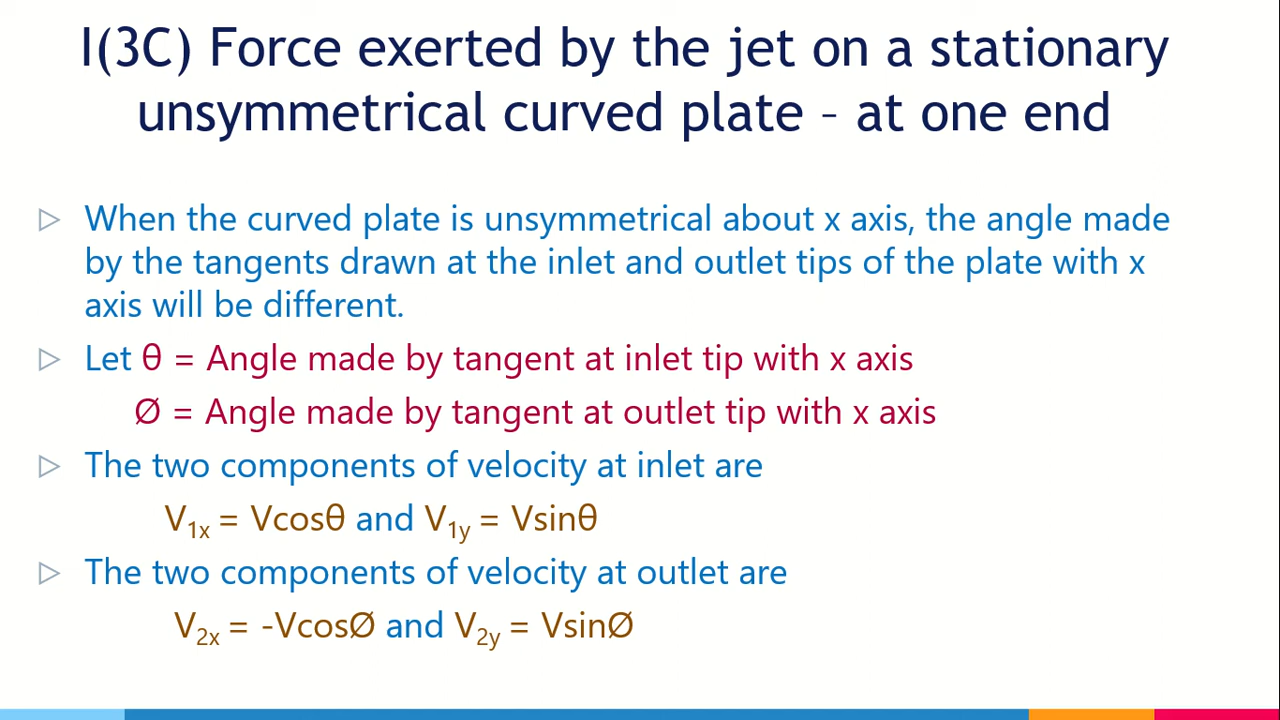 I(3C) Force exerted by the jet on a stationary
unsymmetrical curved plate – at one end
When the curved plate is unsymmetrical about x axis, the angle made
by the tangents drawn at the inlet and outlet tips of the plate with x
axis will be different.
Let θ = Angle made by tangent at inlet tip with x axis
Ø = Angle made by tangent at outlet tip with x axis
The two components of velocity at inlet are
V₁ₓ = Vcosθ and V1y = Vsinθ
The two components of velocity at outlet are
V₂ₓ = -VcosØ and V2y = VsinØ